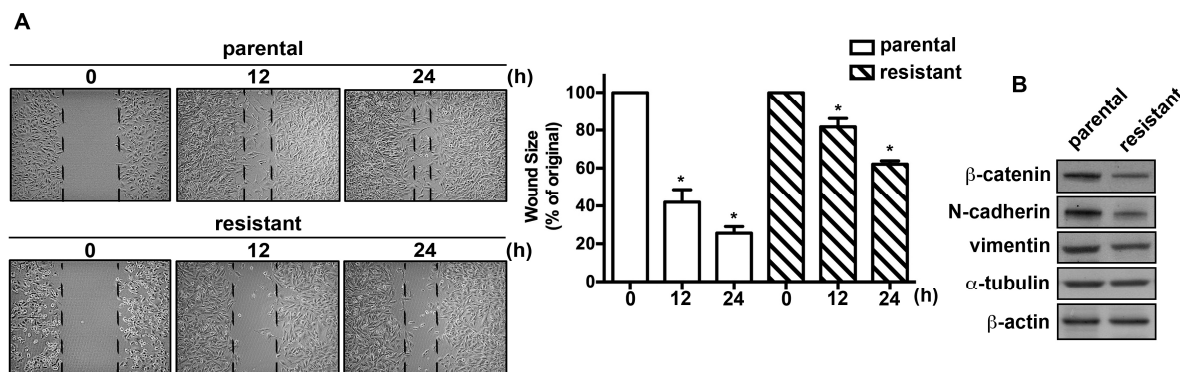 A
parental
0 12 24 (h)
resistant
0 12 24 (h)
parental
resistant
Wound Size
(% of original)
100
80
60
40
20
0
* * * *
0 12 24 0 12 24 (h)
B
parental resistant
β-catenin
N-cadherin
vimentin
α-tubulin
β-actin